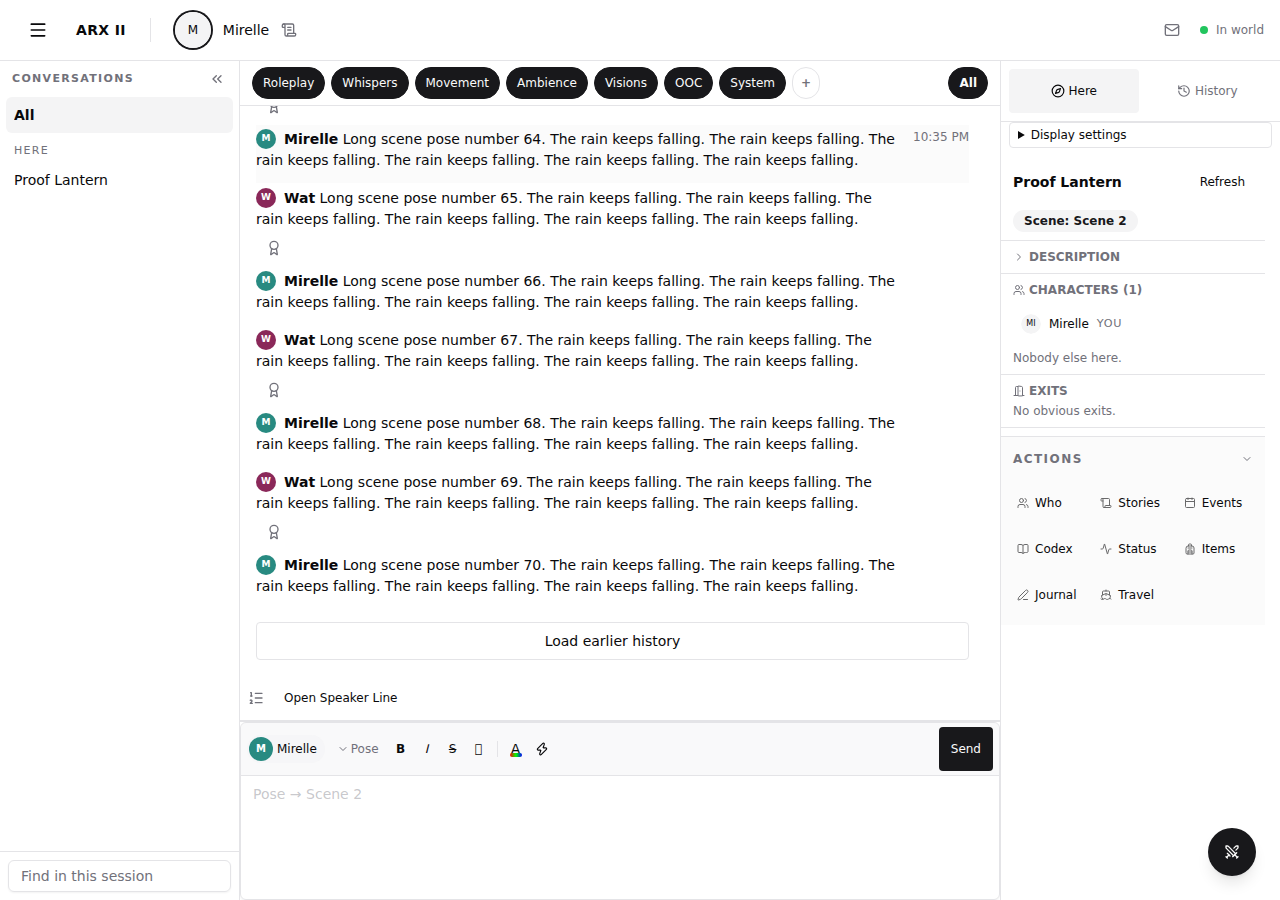 ARX II
M
Mirelle
In world
CONVERSATIONS
All
HERE
Proof Lantern
Find in this session
Roleplay
Whispers
Movement
Ambience
Visions
OOC
System
+
All
M Mirelle Long scene pose number 64. The rain keeps falling. The rain keeps falling. The 10:35 PM
rain keeps falling. The rain keeps falling. The rain keeps falling. The rain keeps falling.
W Wat Long scene pose number 65. The rain keeps falling. The rain keeps falling. The
rain keeps falling. The rain keeps falling. The rain keeps falling. The rain keeps falling.
M Mirelle Long scene pose number 66. The rain keeps falling. The rain keeps falling. The
rain keeps falling. The rain keeps falling. The rain keeps falling. The rain keeps falling.
W Wat Long scene pose number 67. The rain keeps falling. The rain keeps falling. The
rain keeps falling. The rain keeps falling. The rain keeps falling. The rain keeps falling.
M Mirelle Long scene pose number 68. The rain keeps falling. The rain keeps falling. The
rain keeps falling. The rain keeps falling. The rain keeps falling. The rain keeps falling.
W Wat Long scene pose number 69. The rain keeps falling. The rain keeps falling. The
rain keeps falling. The rain keeps falling. The rain keeps falling. The rain keeps falling.
M Mirelle Long scene pose number 70. The rain keeps falling. The rain keeps falling. The
rain keeps falling. The rain keeps falling. The rain keeps falling. The rain keeps falling.
Load earlier history
Open Speaker Line
M Mirelle
Pose
B I S A
Send
Pose → Scene 2
Here
History
Display settings
Proof Lantern
Refresh
Scene: Scene 2
DESCRIPTION
CHARACTERS (1)
MI Mirelle YOU
Nobody else here.
EXITS
No obvious exits.
ACTIONS
Who
Stories
Events
Codex
Status
Items
Journal
Travel